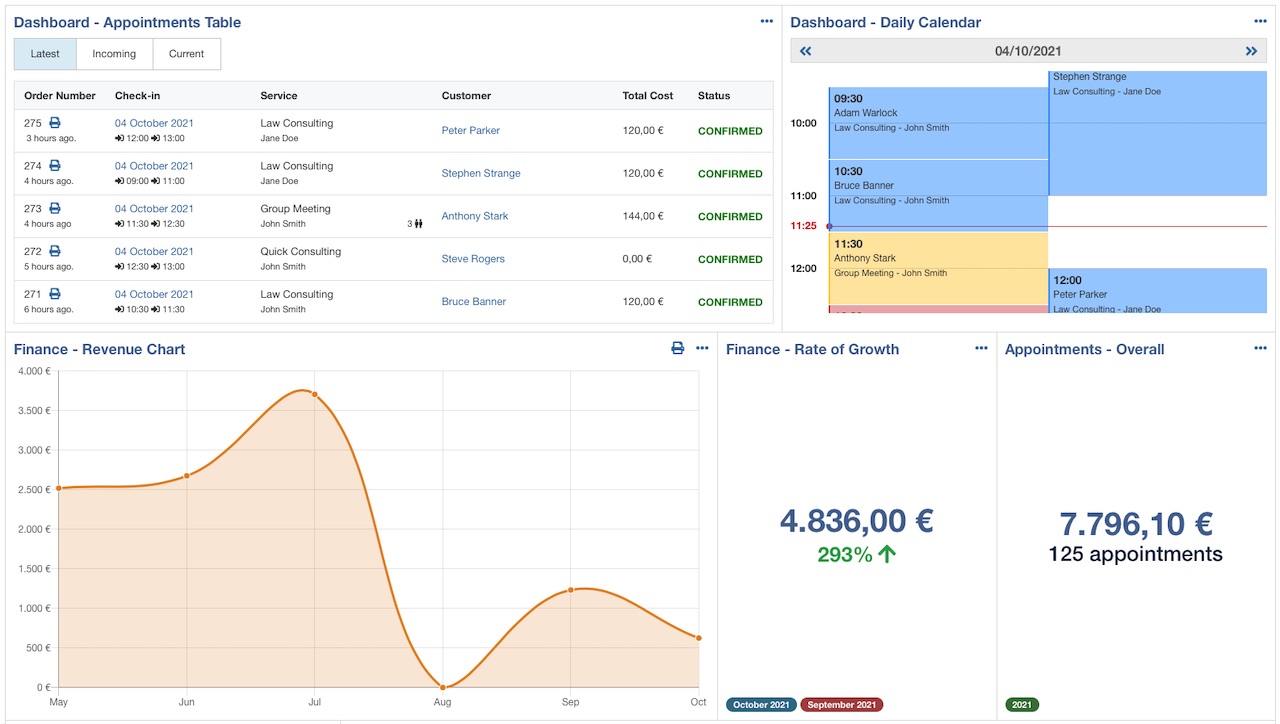 Dashboard - Appointments Table
Latest Incoming Current
Order Number Check-in Service Customer Total Cost Status
275 04 October 2021 Law Consulting Peter Parker 120,00 € CONFIRMED
3 hours ago. 12:00 13:00 Jane Doe
274 04 October 2021 Law Consulting Stephen Strange 120,00 € CONFIRMED
4 hours ago. 09:00 11:00 Jane Doe
273 04 October 2021 Group Meeting Anthony Stark 144,00 € CONFIRMED
4 hours ago 11:30 12:30 John Smith 3
272 04 October 2021 Quick Consulting Steve Rogers 0,00 € CONFIRMED
5 hours ago. 12:30 13:00 John Smith
271 04 October 2021 Law Consulting Bruce Banner 120,00 € CONFIRMED
6 hours ago. 10:30 11:30 John Smith
Dashboard - Daily Calendar
04/10/2021
Stephen Strange
Law Consulting - Jane Doe
09:30
Adam Warlock
Law Consulting - John Smith
10:00
10:30
Bruce Banner
Law Consulting - John Smith
11:00
11:25
11:30
Anthony Stark
Group Meeting - John Smith
12:00
12:00
Peter Parker
Law Consulting - Jane Doe
Finance - Revenue Chart
4.000 €
3.500 €
3.000 €
2.500 €
2.000 €
1.500 €
1.000 €
500 €
0 €
May Jun Jul Aug Sep Oct
Finance - Rate of Growth
4.836,00 €
293%
October 2021 September 2021
Appointments - Overall
7.796,10 €
125 appointments
2021